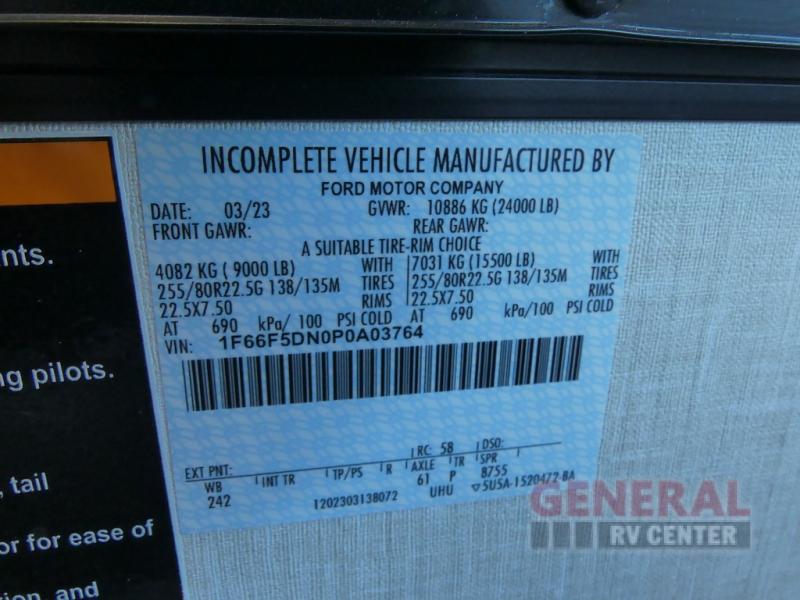 INCOMPLETE VEHICLE MANUFACTURED BY
FORD MOTOR COMPANY
DATE: 03/23 GVWR: 10886 KG (24000 LB)
FRONT GAWR: REAR GAWR:
A SUITABLE TIRE-RIM CHOICE
4082 KG ( 9000 LB) WITH 7031 KG (15500 LB) WITH
255/80R22.5G 138/135M TIRES 255/80R22.5G 138/135M TIRES
22.5X7.50 RIMS 22.5X7.50 RIMS
AT 690 kPa/ 100 PSI COLD AT 690 kPa/100 PSI COLD
VIN: 1F66F5DN0P0A03764
EXT PNT: RC: 58 DSO:
WB INT TR TP/PS R AXLE TR SPR
242 61 P 8755
1202303138072 UHU 5U5A-1520472-BA
nts.
ng pilots.
, tail
or for ease of
ion, and
GENERAL
RV CENTER